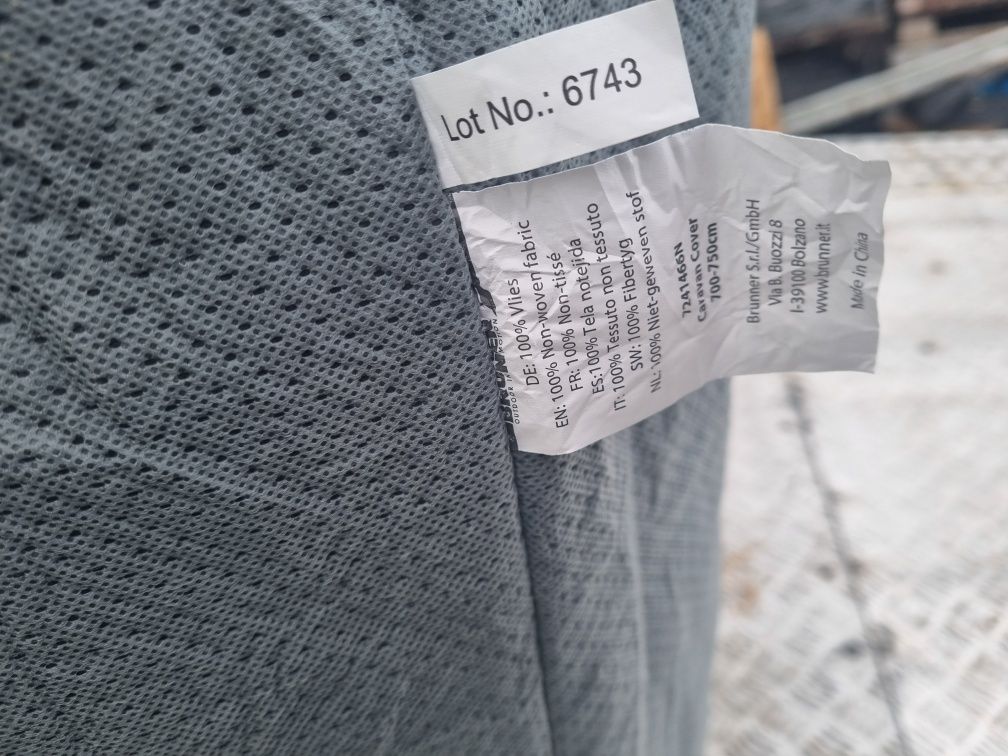 Lot No.: 6743
BRUNNER
DE: 100% Vlies
EN: 100% Non-woven fabric
FR: 100% Non-tissé
ES:100% Tela notejida
IT: 100% Tessuto non tessuto
SW: 100% Fibertyg
NL: 100% Niet-geweven stof
7241466N
Caravan Cover
700-750cm
Brunner S.r.l./GmbH
Via B. Buozzi 8
I-39100 Bolzano
www.brunner.it
Made In China